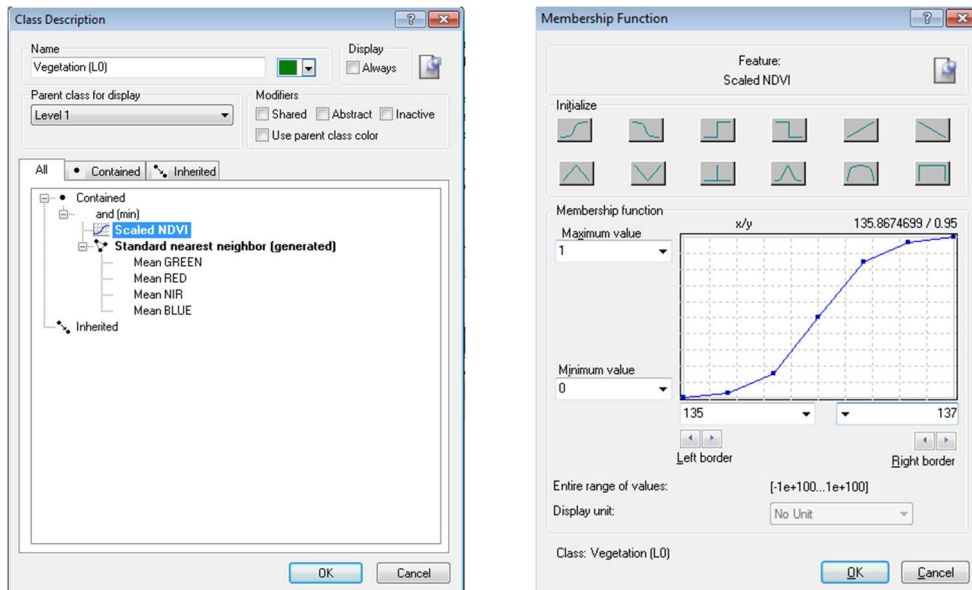 Class Description
Name
Display
Vegetation (L0)
Always
Parent class for display
Modifiers
Level 1
Shared Abstract Inactive
Use parent class color
All Contained Inherited
Contained
and (min)
Scaled NDVI
Standard nearest neighbor (generated)
Mean GREEN
Mean RED
Mean NIR
Mean BLUE
Inherited
OK Cancel
Membership Function
Feature:
Scaled NDVI
Initialize
Membership function
Maximum value x/y 135.8674699 / 0.95
1
Minimum value
0
135 137
Left border Right border
Entire range of values: [-1e+100...1e+100]
Display unit: No Unit
Class: Vegetation (L0)
OK Cancel